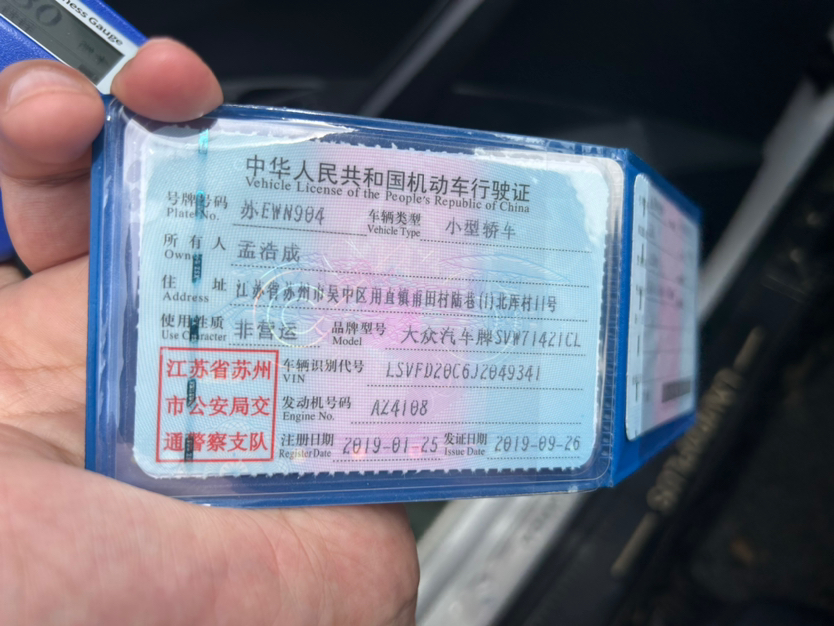 ness Gauge
中华人民共和国机动车行驶证
Vehicle License of the People's Republic of China
号牌号码 苏EWN904 车辆类型 小型轿车
Plate No. Vehicle Type
所有人 孟浩成
Owner
住址 江苏省苏州市吴中区甪直镇甫田村陆巷(1)北厍村11号
Address
使用性质 非营运 品牌型号 大众汽车牌SVW71421CL
Use Character Model
江苏省苏州
市公安局交
通警察支队
车辆识别代号 LSVFD20C6J2049341
VIN
发动机号码 AZ4108
Engine No.
注册日期 2019-01-25 发证日期 2019-09-26
Register Date Issue Date